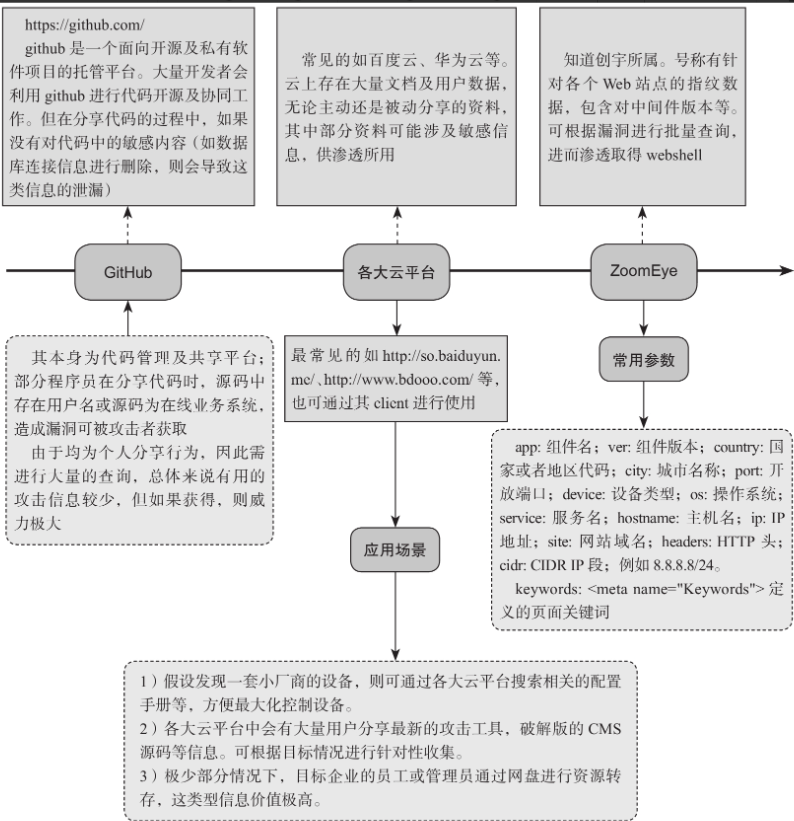 https://github.com/
github 是一个面向开源及私有软
件项目的托管平台。大量开发者会
利用 github 进行代码开源及协同工
作。但在分享代码的过程中，如果
没有对代码中的敏感内容（如数据
库连接信息进行删除，则会导致这
类信息的泄漏）
常见的如百度云、华为云等。
云上存在大量文档及用户数据，
无论主动还是被动分享的资料，
其中部分资料可能涉及敏感信
息，供渗透所用
知道创宇所属。号称有针
对各个 Web 站点的指纹数
据，包含对中间件版本等。
可根据漏洞进行批量查询，
进而渗透取得 webshell
GitHub
各大云平台
ZoomEye
其本身为代码管理及共享平台；
部分程序员在分享代码时，源码中
存在用户名或源码为在线业务系统，
造成漏洞可被攻击者获取
由于均为个人分享行为，因此需
进行大量的查询，总体来说有用的
攻击信息较少，但如果获得，则威
力极大
最常见的如 http://so.baiduyun.
me/、http://www.bdooo.com/ 等，
也可通过其 client 进行使用
常用参数
app: 组件名；ver: 组件版本；country: 国
家或者地区代码；city: 城市名称；port: 开
放端口；device: 设备类型；os: 操作系统；
service: 服务名；hostname: 主机名；ip: IP
地址；site: 网站域名；headers: HTTP 头；
cidr: CIDR IP 段；例如 8.8.8.8/24。
keywords: <meta name="Keywords"> 定
义的页面关键词
应用场景
1）假设发现一套小厂商的设备，则可通过各大云平台搜索相关的配置
手册等，方便最大化控制设备。
2）各大云平台中会有大量用户分享最新的攻击工具，破解版的 CMS
源码等信息。可根据目标情况进行针对性收集。
3）极少部分情况下，目标企业的员工或管理员通过网盘进行资源转
存，这类型信息价值极高。